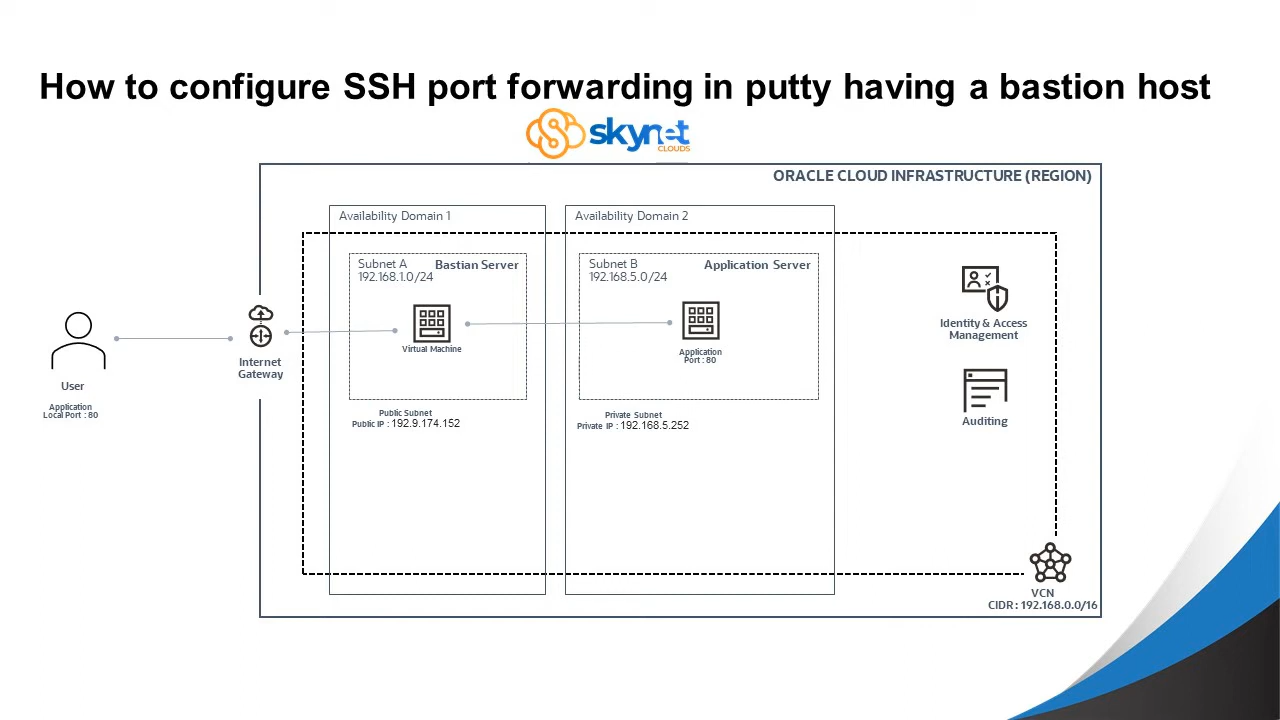 How to configure SSH port forwarding in putty having a bastion host
skynet
CLOUDS
ORACLE CLOUD INFRASTRUCTURE (REGION)
Availability Domain 1
Availability Domain 2
Subnet A
Bastian Server
192.168.1.0/24
Subnet B
Application Server
192.168.5.0/24
Virtual Machine
Application
Port : 80
Identity & Access
Management
Internet
Gateway
User
Application
Local Port : 80
Public Subnet
Public IP : 192.9.174.152
Private Subnet
Private IP : 192.168.5.252
Auditing
VCN
CIDR : 192.168.0.0/16